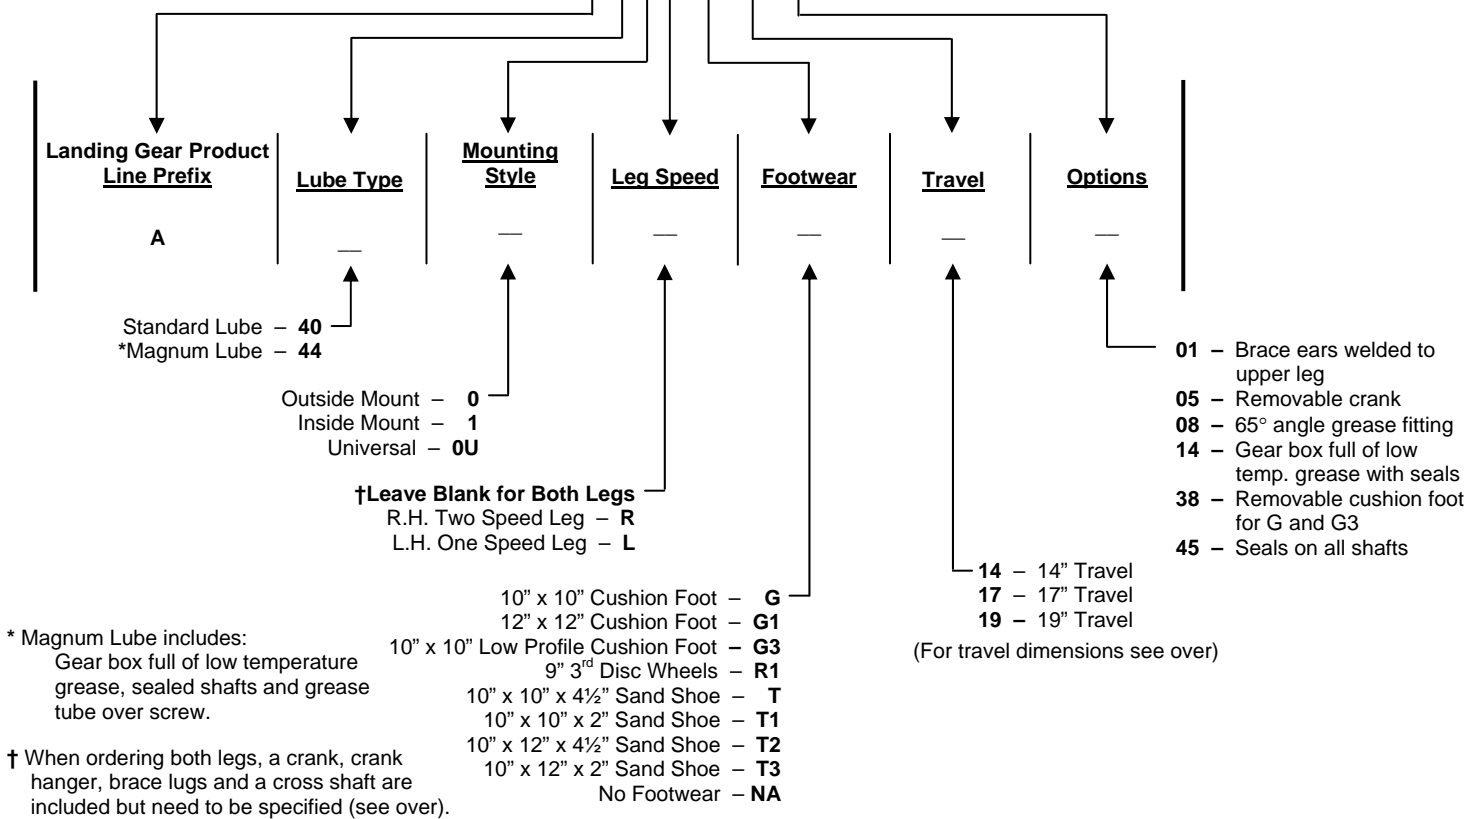 Landing Gear Product
Line Prefix
Lube Type
Mounting
Style
Leg Speed
Footwear
Travel
Options
A
__
__
__
__
__
__
Standard Lube – 40
*Magnum Lube – 44
Outside Mount – 0
Inside Mount – 1
Universal – 0U
†Leave Blank for Both Legs
R.H. Two Speed Leg – R
L.H. One Speed Leg – L
10” x 10” Cushion Foot – G
12” x 12” Cushion Foot – G1
10” x 10” Low Profile Cushion Foot – G3
9” 3rd Disc Wheels – R1
10” x 10” x 4½” Sand Shoe – T
10” x 10” x 2” Sand Shoe – T1
10” x 12” x 4½” Sand Shoe – T2
10” x 12” x 2” Sand Shoe – T3
No Footwear – NA
14 – 14” Travel
17 – 17” Travel
19 – 19” Travel
(For travel dimensions see over)
01 – Brace ears welded to
upper leg
05 – Removable crank
08 – 65° angle grease fitting
14 – Gear box full of low
temp. grease with seals
38 – Removable cushion foot
for G and G3
45 – Seals on all shafts
* Magnum Lube includes:
Gear box full of low temperature
grease, sealed shafts and grease
tube over screw.
† When ordering both legs, a crank, crank
hanger, brace lugs and a cross shaft are
included but need to be specified (see over).